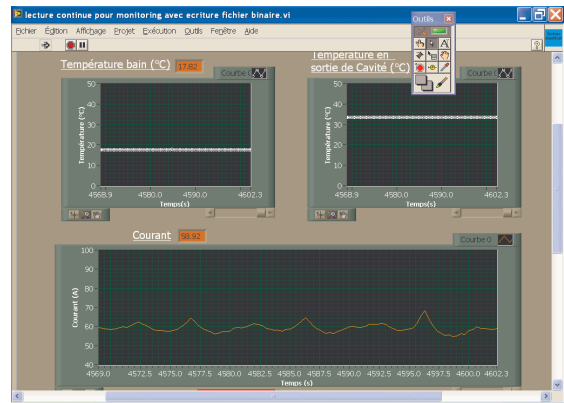 lecture continue pour monitoring avec ecriture fichier binaire.vi
Fichier Édition Affichage Projet Exécution Outils Fenêtre Aide
Outils
Température bain (°C) 17.82
Courbe 0
Température (°C)
50
40
30
20
10
0
4568.9 4580.0 4590.0 4602.3
Temps(s)
Température en
sortie de Cavité (°C)
Courbe 0
Température (°C)
50
40
30
20
10
0
4568.9 4580.0 4590.0 4602.3
Temps(s)
Courant 58.92
Courbe 0
Courant (A)
100
90
80
70
60
50
40
4569.0 4572.5 4575.0 4577.5 4580.0 4582.5 4585.0 4587.5 4590.0 4592.5 4595.0 4597.5 4600.0 4602.3
Temps (s)